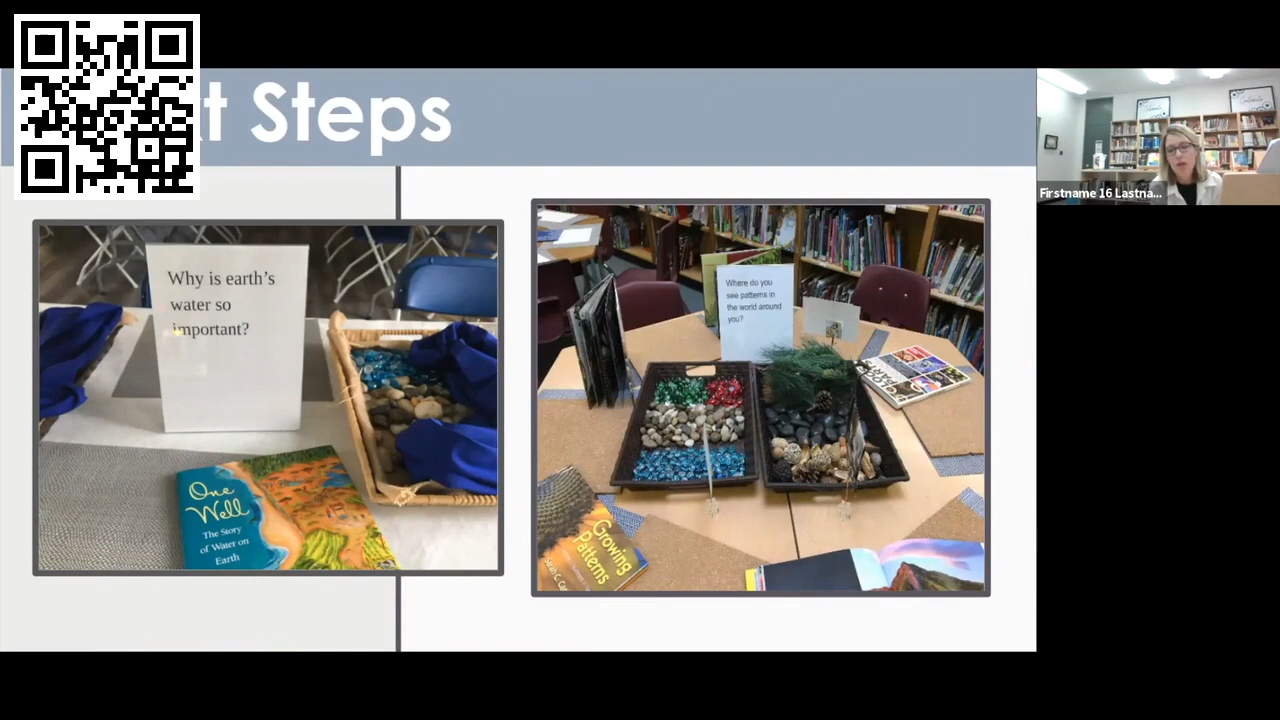 t Steps
Firstname 16 Lastna...
Why is earth's
water so
important?
One
Well
The Story
of Water on
Earth
Where do you
see patterns in
the world around
you?
Growing
Patterns